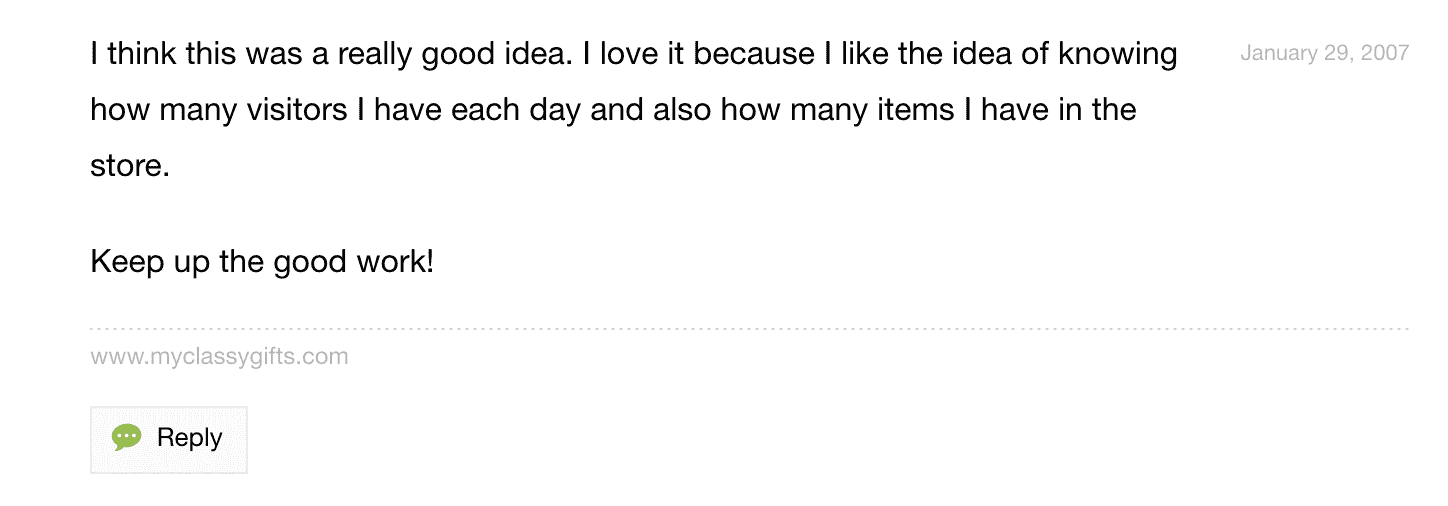 I think this was a really good idea. I love it because I like the idea of knowing
January 29, 2007
how many visitors I have each day and also how many items I have in the
store.
Keep up the good work!
www.myclassygifts.com
Reply